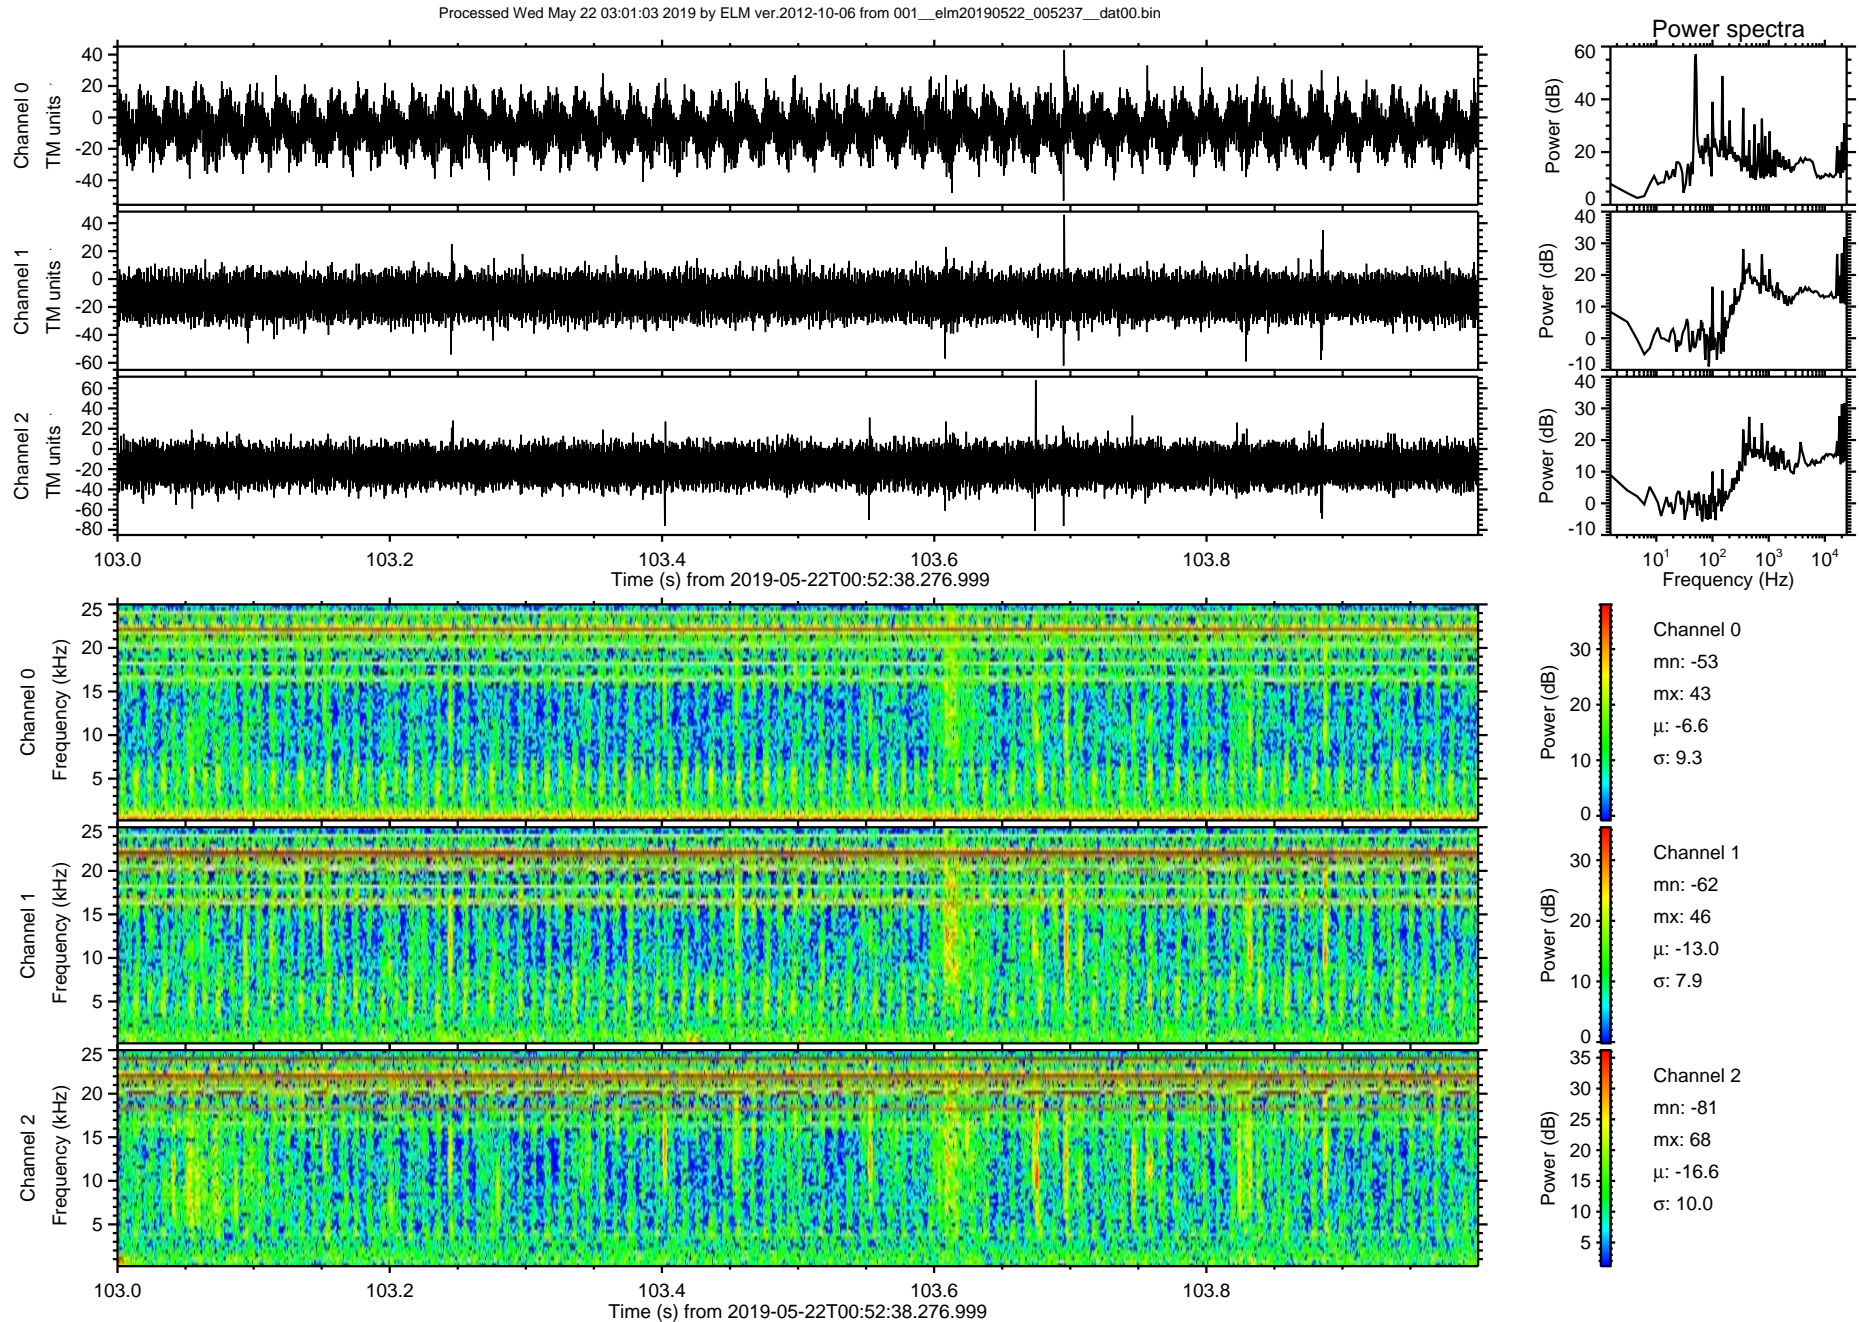 Processed Wed May 22 03:01:03 2019 by ELM ver.2012-10-06 from 001__elm20190522_005237__dat00.bin
Power spectra
Channel 0
TM units
40
20
0
-20
-40
Power (dB)
60
40
20
0
Channel 1
TM units
40
20
0
-20
-40
-60
Power (dB)
40
30
20
10
0
-10
Channel 2
TM units
60
40
20
0
-20
-40
-60
-80
Power (dB)
40
30
20
10
0
-10
103.0 103.2 103.4 103.6 103.8
Time (s) from 2019-05-22T00:52:38.276.999
10¹ 10² 10³ 10⁴
Frequency (Hz)
Channel 0
Frequency (kHz)
25
20
15
10
5
Power (dB)
30
20
10
0
Channel 0
mn: -53
mx: 43
μ: -6.6
σ: 9.3
Channel 1
Frequency (kHz)
25
20
15
10
5
Power (dB)
30
20
10
0
Channel 1
mn: -62
mx: 46
μ: -13.0
σ: 7.9
Channel 2
Frequency (kHz)
25
20
15
10
5
Power (dB)
35
30
25
20
15
10
5
Channel 2
mn: -81
mx: 68
μ: -16.6
σ: 10.0
103.0 103.2 103.4 103.6 103.8
Time (s) from 2019-05-22T00:52:38.276.999